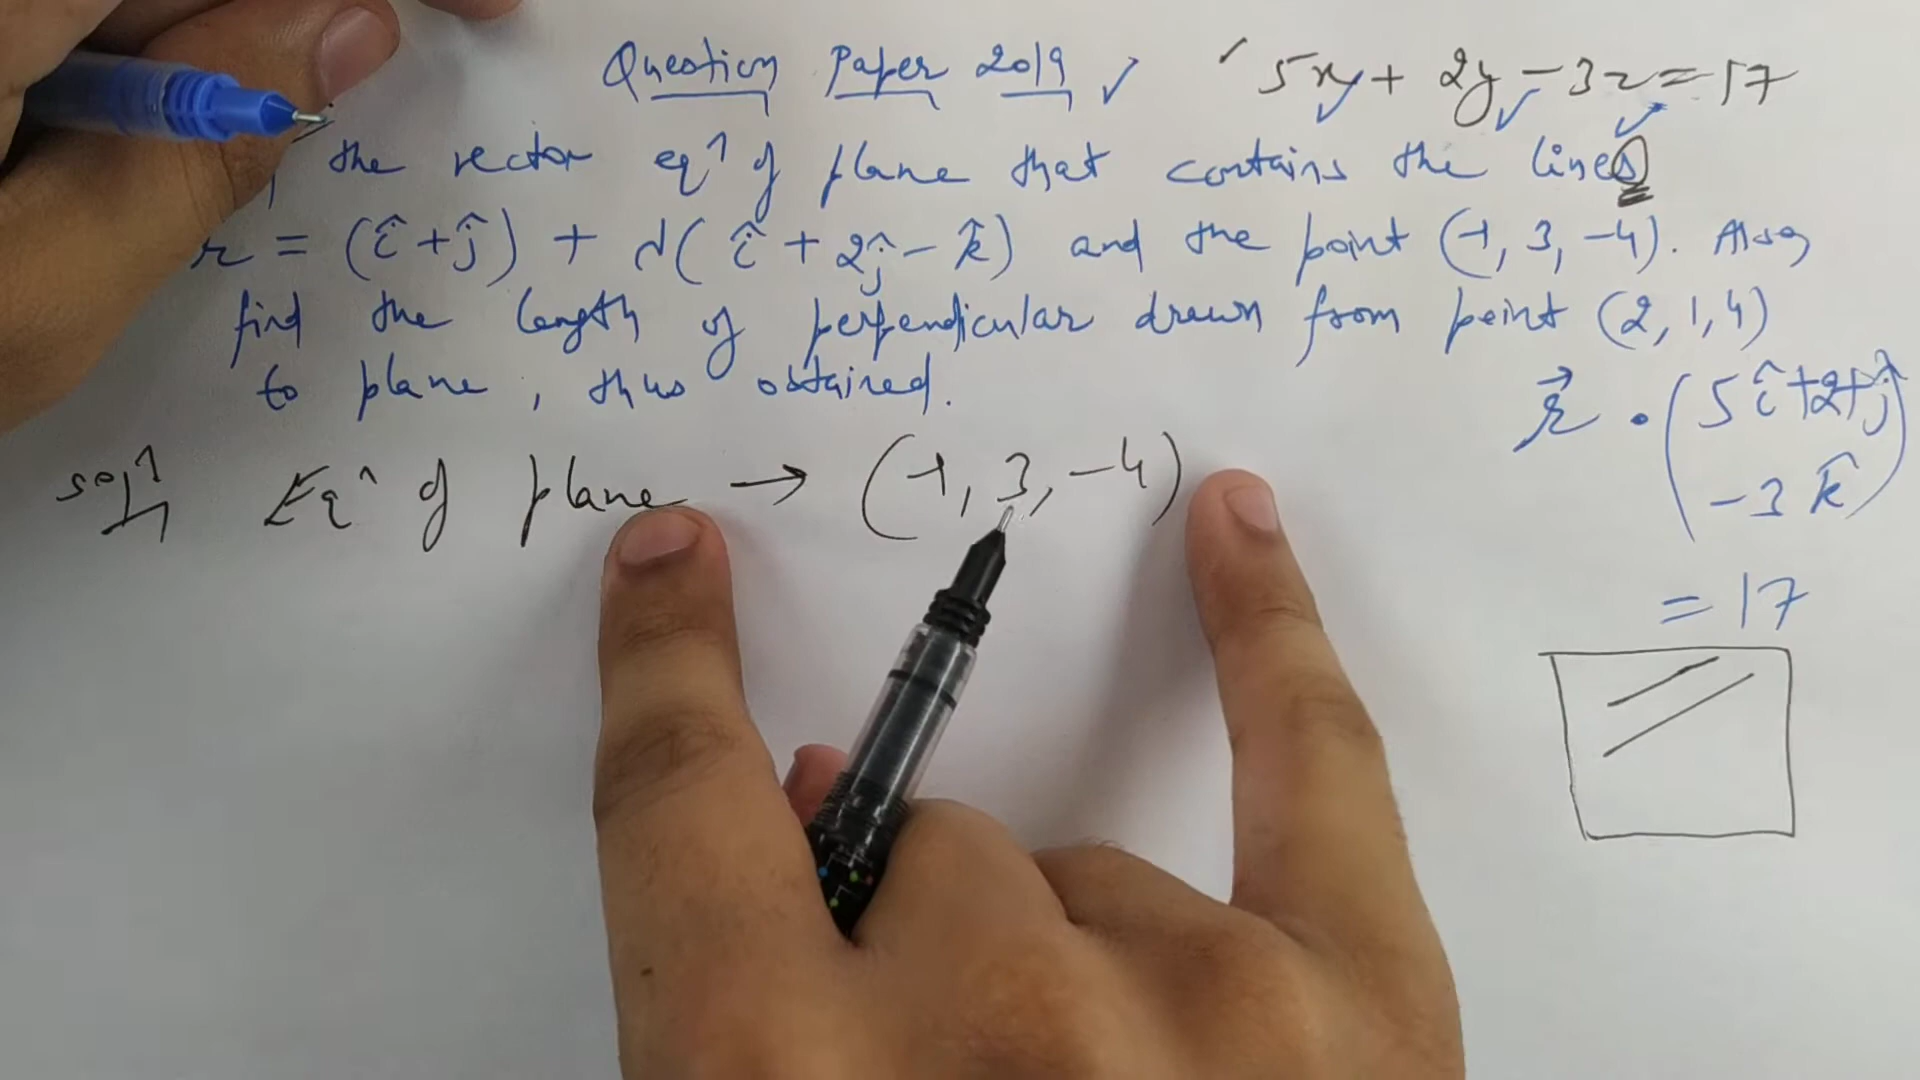 Question Paper 2019 ✓
5x + 2y - 3z = 17
the vector eqⁿ of plane that contains the lines
r = (î+ĵ) + λ(î + 2ĵ - k̂) and the point (-1, 3, -4). Also
find the length of perpendicular drawn from point (2, 1, 4)
to plane, thus obtained.
r⃗ . (5î+2+ĵ
-3k̂)
= 17
solⁿ Eqⁿ of plane → (-1, 3, -4)